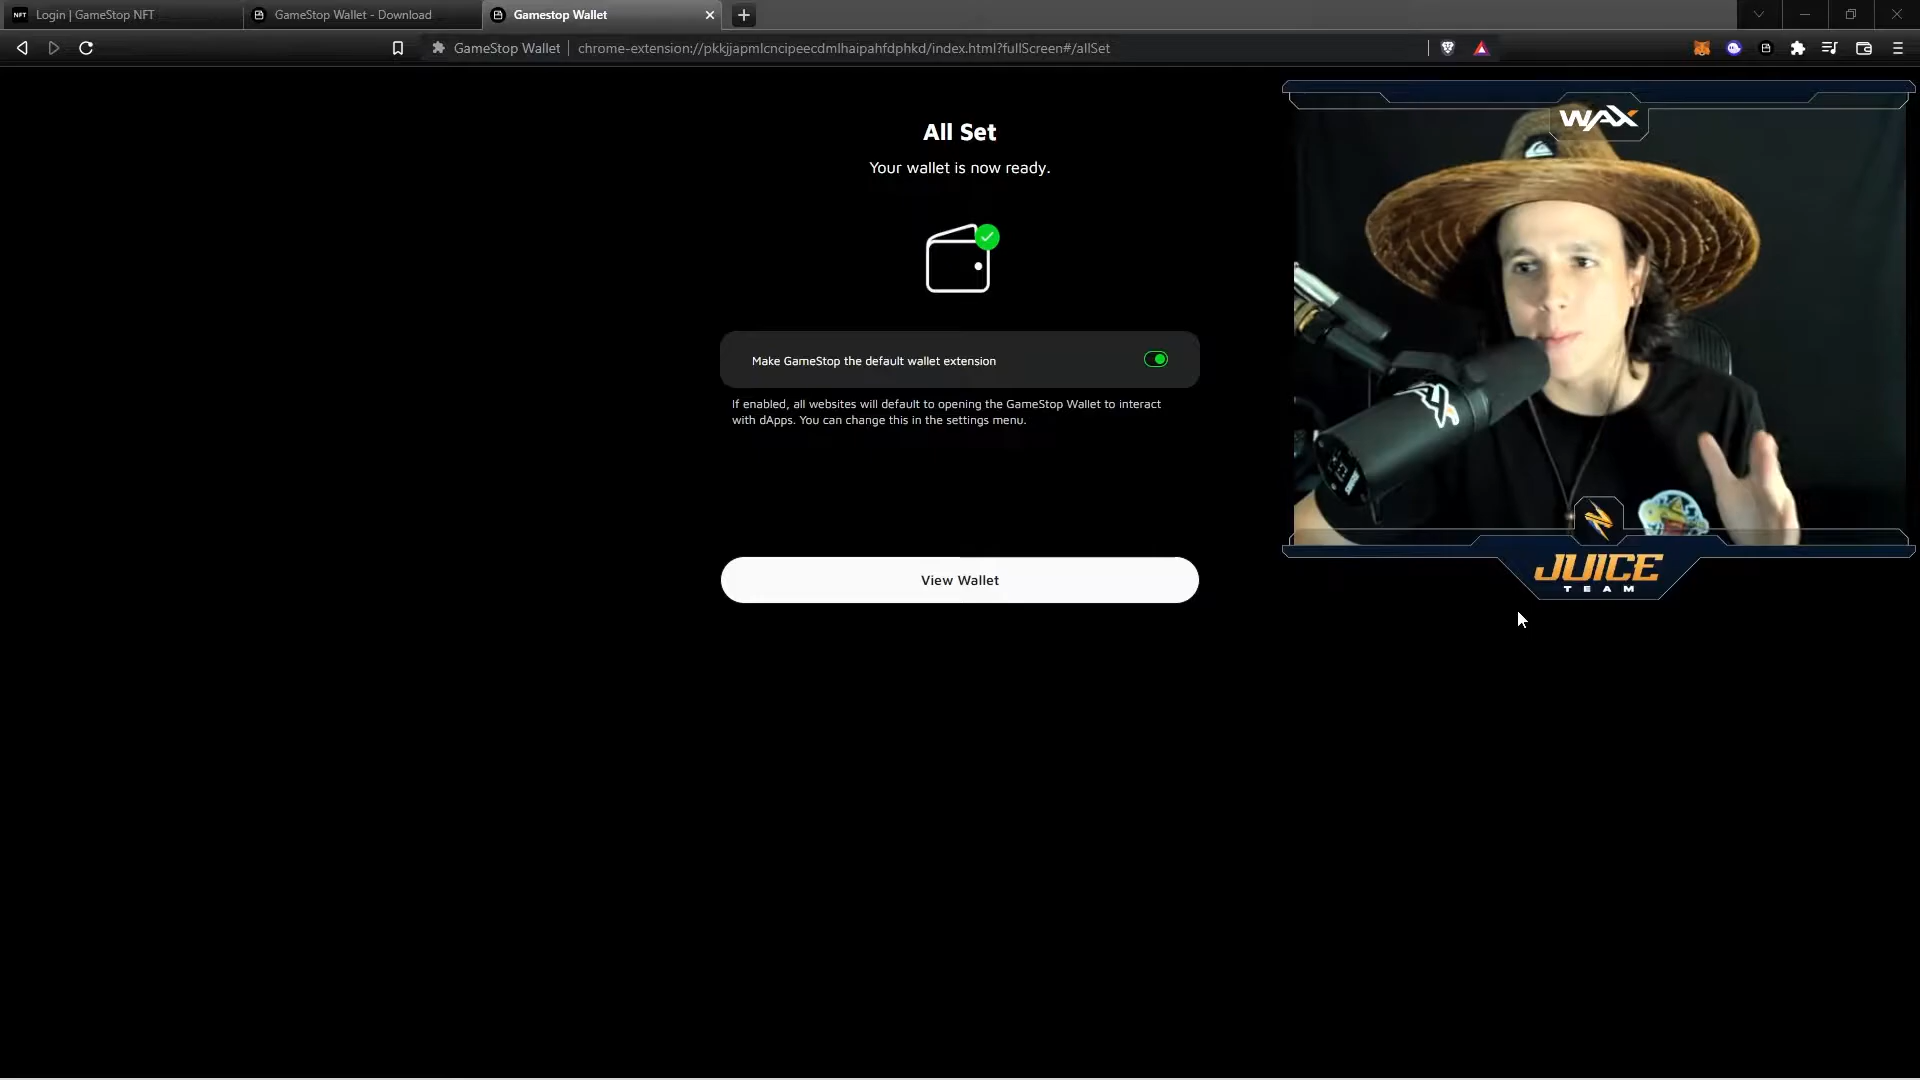 Login | GameStop NFT
GameStop Wallet - Download
Gamestop Wallet
GameStop Wallet
chrome-extension://pkkjjapmlcncipeecdmlhaipahfdphkd/index.html?fullScreen#/allSet
All Set
Your wallet is now ready.
Make GameStop the default wallet extension
If enabled, all websites will default to opening the GameStop Wallet to interact
with dApps. You can change this in the settings menu.
View Wallet
WAX
JUICE
TEAM